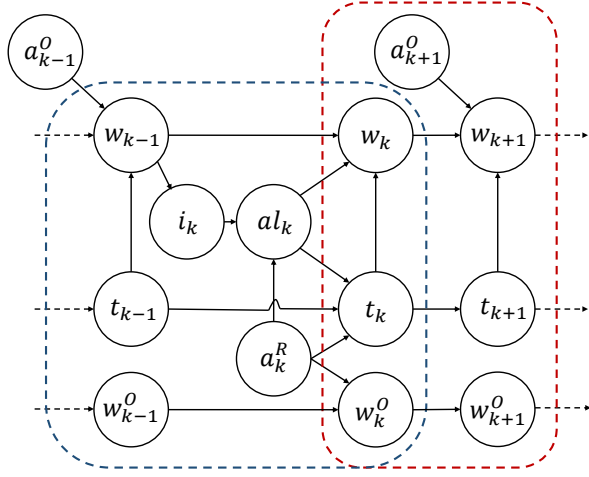 a^O_{k-1}
a^O_{k+1}
w_{k-1}
w_k
w_{k+1}
i_k
al_k
t_{k-1}
t_k
t_{k+1}
a^R_k
w^O_{k-1}
w^O_k
w^O_{k+1}